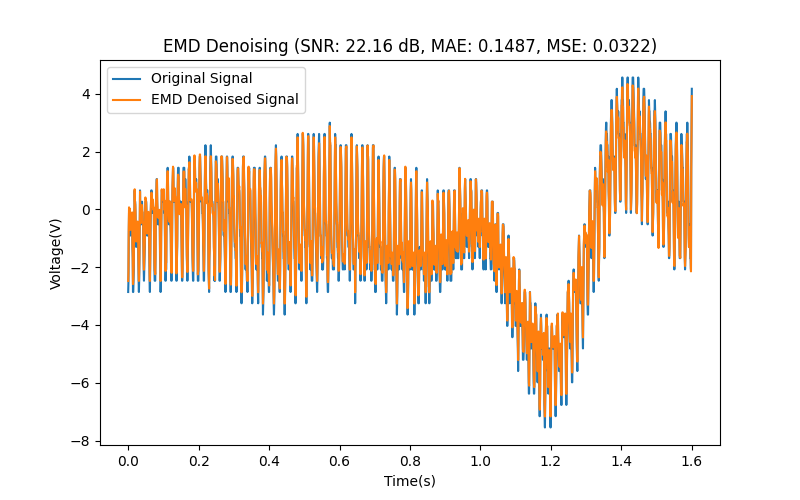 EMD Denoising (SNR: 22.16 dB, MAE: 0.1487, MSE: 0.0322)
Original Signal
EMD Denoised Signal
4
2
0
−2
−4
−6
−8
Voltage(V)
0.0 0.2 0.4 0.6 0.8 1.0 1.2 1.4 1.6
Time(s)